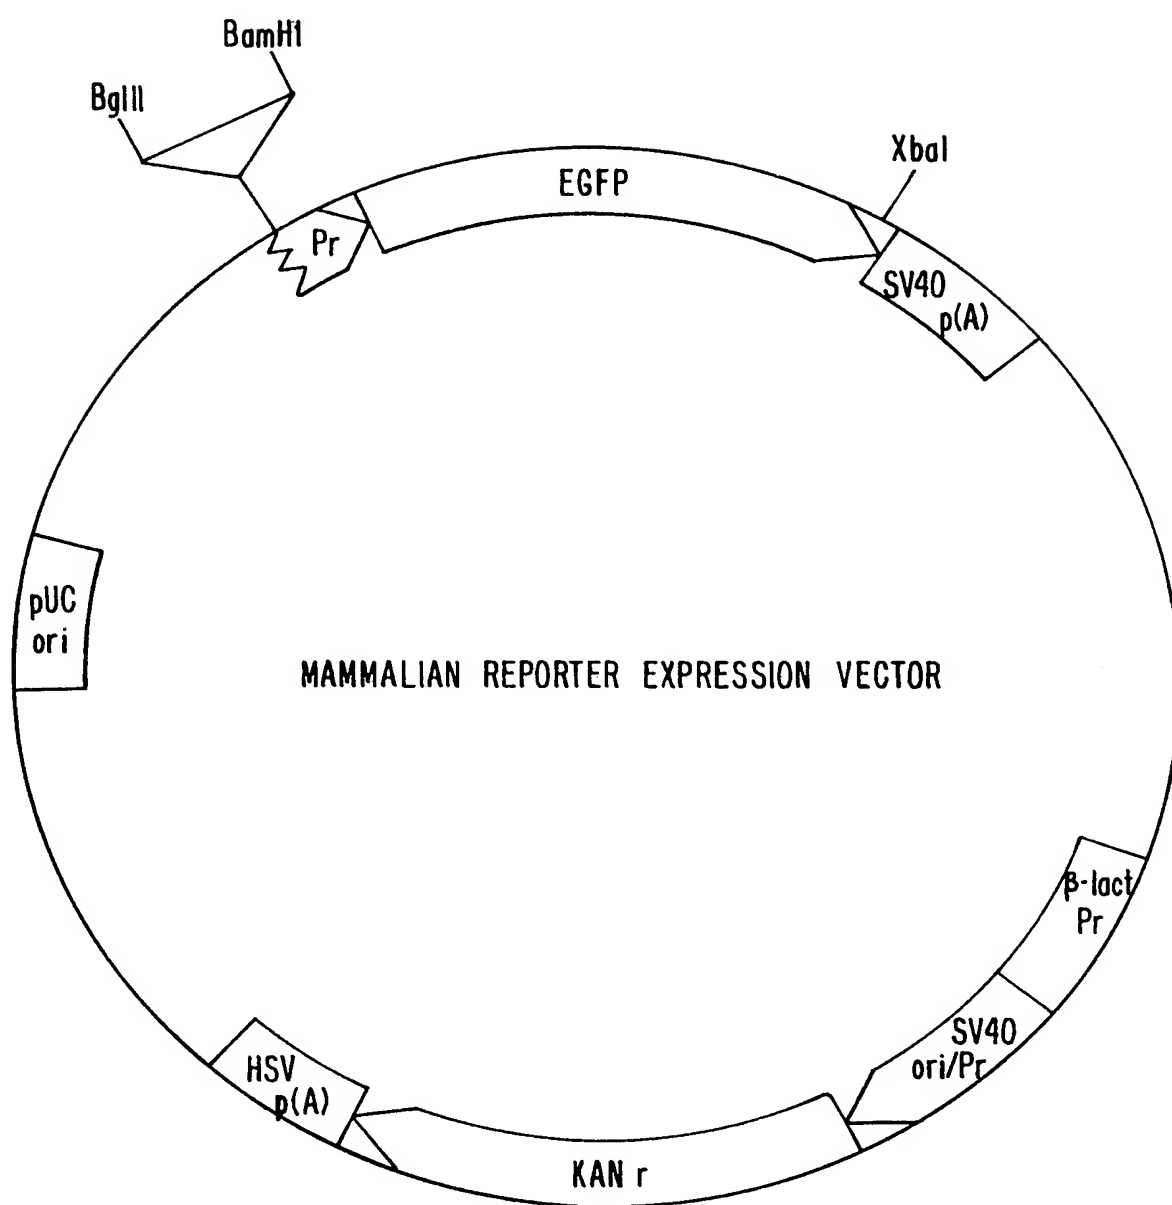 BamH1
BglII
XbaI
EGFP
Pr
SV40
p(A)
pUC
ori
MAMMALIAN REPORTER EXPRESSION VECTOR
β-lact
Pr
SV40
ori/Pr
HSV
p(A)
KAN r